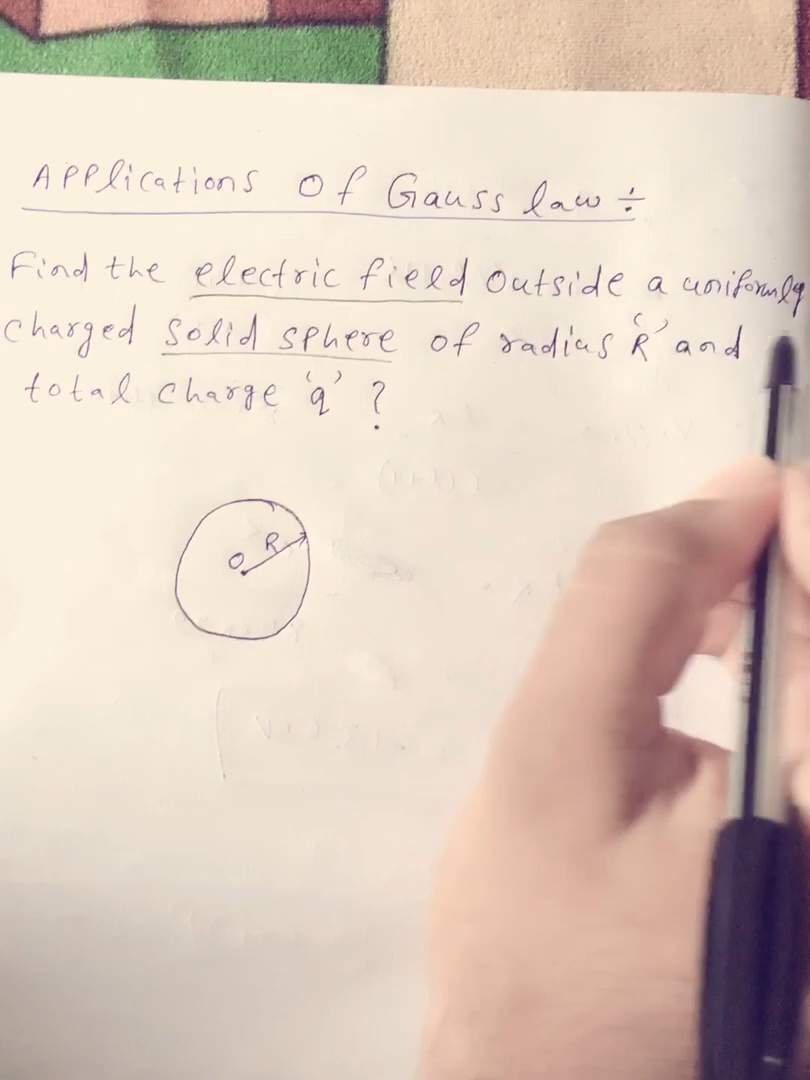 Applications of Gauss law ÷
Find the electric field outside a uniformly
charged solid sphere of radius 'R' and
total charge 'q' ?
O R